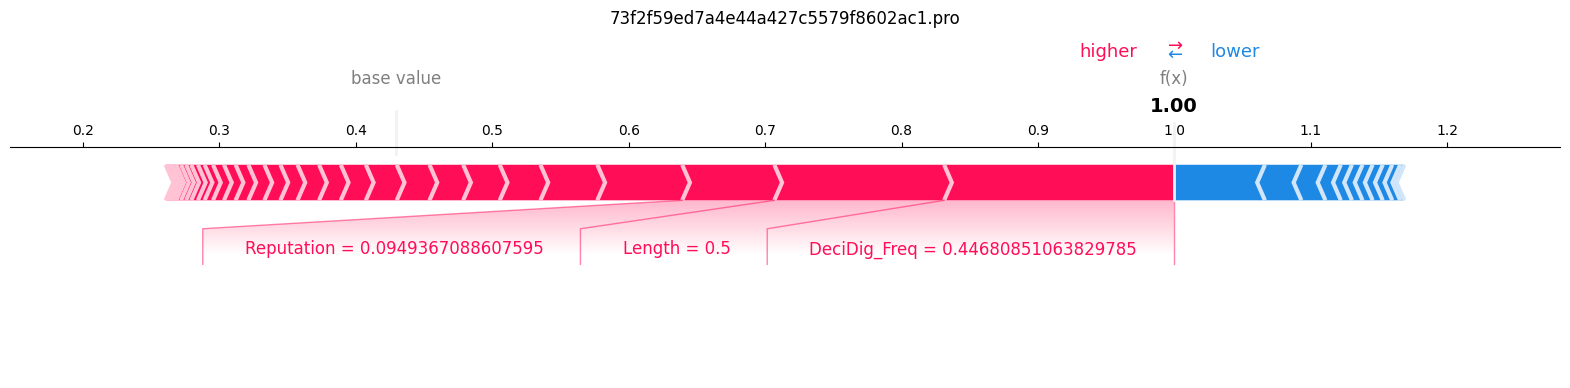 73f2f59ed7a4e44a427c5579f8602ac1.pro
higher ⇄ lower
base value f(x)
1.00
0.2 0.3 0.4 0.5 0.6 0.7 0.8 0.9 1.0 1.1 1.2
Reputation = 0.0949367088607595 Length = 0.5 DeciDig_Freq = 0.44680851063829785